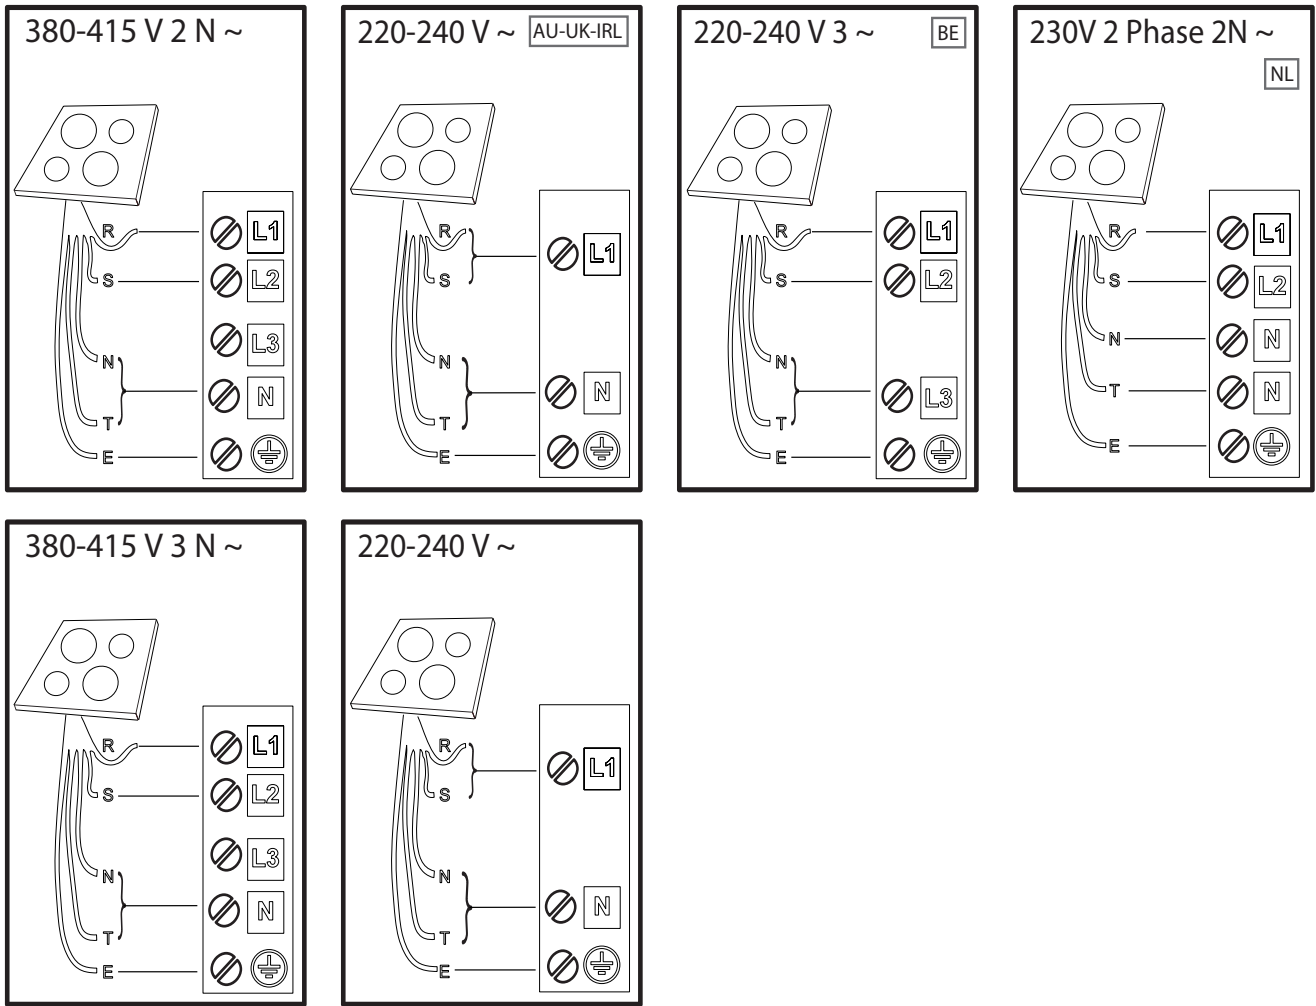 380-415 V 2 N ~
R L1
S L2
L3
N
N
T
E
220-240 V ~ AU-UK-IRL
R
L1
S
N
N
T
E
220-240 V 3 ~ BE
R L1
S L2
N
L3
T
E
230V 2 Phase 2N ~
NL
R L1
S L2
N N
T N
E
380-415 V 3 N ~
R L1
S L2
L3
N
N
T
E
220-240 V ~
R
L1
S
N
N
T
E